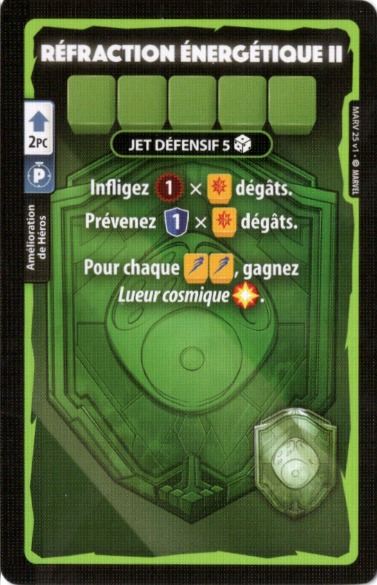 RÉFRACTION ÉNERGÉTIQUE II
2PC
P
Amélioration
de Héros
JET DÉFENSIF 5
Infligez 1 × dégâts.
Prévenez 1 × dégâts.
Pour chaque , gagnez
Lueur cosmique .
MARV 25 v1 • © MARVEL